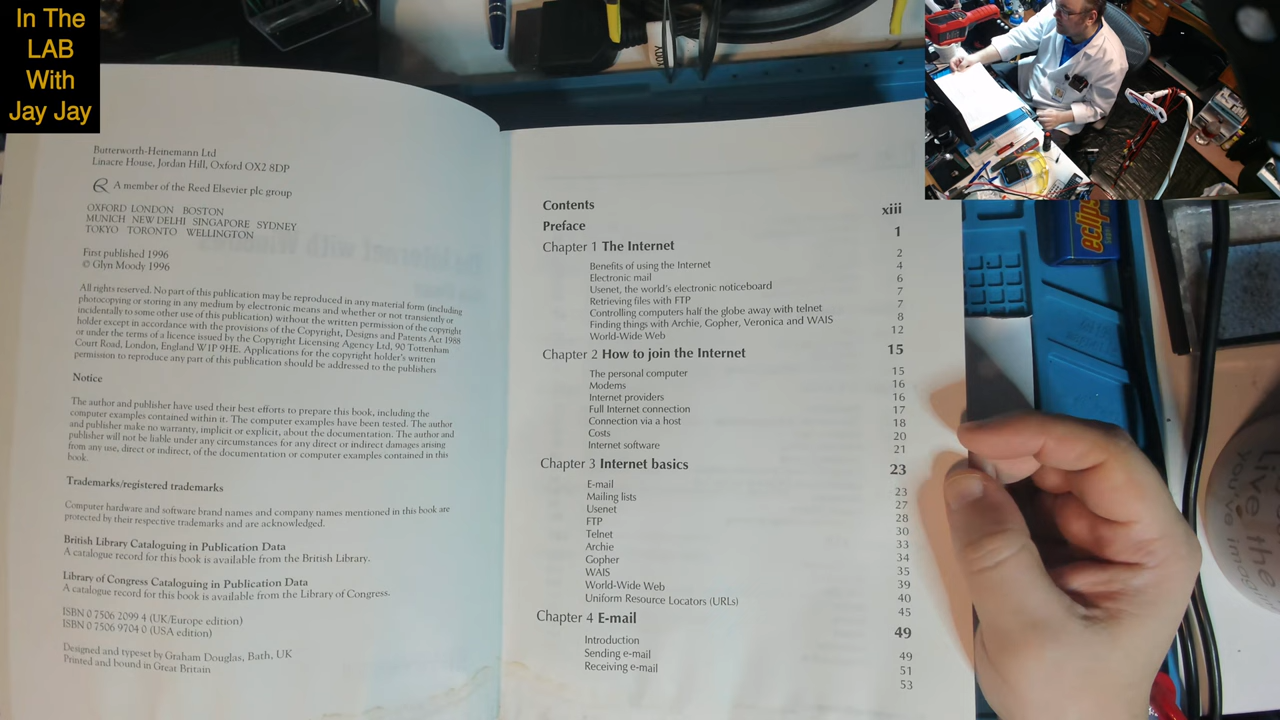 In The
LAB
With
Jay Jay
Butterworth-Heinemann Ltd
Linacre House, Jordan Hill, Oxford OX2 8DP
A member of the Reed Elsevier plc group
OXFORD LONDON BOSTON
MUNICH NEW DELHI SINGAPORE SYDNEY
TOKYO TORONTO WELLINGTON
First published 1996
© Glyn Moody 1996
All rights reserved. No part of this publication may be reproduced in any material form (including
photocopying or storing in any medium by electronic means and whether or not transiently or
incidentally to some other use of this publication) without the written permission of the copyright
holder except in accordance with the provisions of the Copyright, Designs and Patents Act 1988
or under the terms of a licence issued by the Copyright Licensing Agency Ltd, 90 Tottenham
Court Road, London, England W1P 9HE. Applications for the copyright holder's written
permission to reproduce any part of this publication should be addressed to the publishers
Notice
The author and publisher have used their best efforts to prepare this book, including the
computer examples contained within it. The computer examples have been tested. The author
and publisher make no warranty, implicit or explicit, about the documentation. The author and
publisher will not be liable under any circumstances for any direct or indirect damages arising
from any use, direct or indirect, of the documentation or computer examples contained in this
book.
Trademarks/registered trademarks
Computer hardware and software brand names and company names mentioned in this book are
protected by their respective trademarks and are acknowledged.
British Library Cataloguing in Publication Data
A catalogue record for this book is available from the British Library.
Library of Congress Cataloguing in Publication Data
A catalogue record for this book is available from the Library of Congress.
ISBN 0 7506 2099 4 (UK/Europe edition)
ISBN 0 7506 9704 0 (USA edition)
Designed and typeset by Graham Douglas, Bath, UK
Printed and bound in Great Britain
Contents
Preface xiii
Chapter 1 The Internet 1
Benefits of using the Internet 2
Electronic mail 4
Usenet, the world's electronic noticeboard 6
Retrieving files with FTP 7
Controlling computers half the globe away with telnet 7
Finding things with Archie, Gopher, Veronica and WAIS 8
World-Wide Web 12
Chapter 2 How to join the Internet 15
The personal computer 15
Modems 16
Internet providers 16
Full Internet connection 17
Connection via a host 18
Costs 20
Internet software 21
Chapter 3 Internet basics 23
E-mail 23
Mailing lists 27
Usenet 28
FTP 30
Telnet 33
Archie 34
Gopher 35
WAIS 39
World-Wide Web 40
Uniform Resource Locators (URLs) 45
Chapter 4 E-mail 49
Introduction 49
Sending e-mail 51
Receiving e-mail 53
eclips